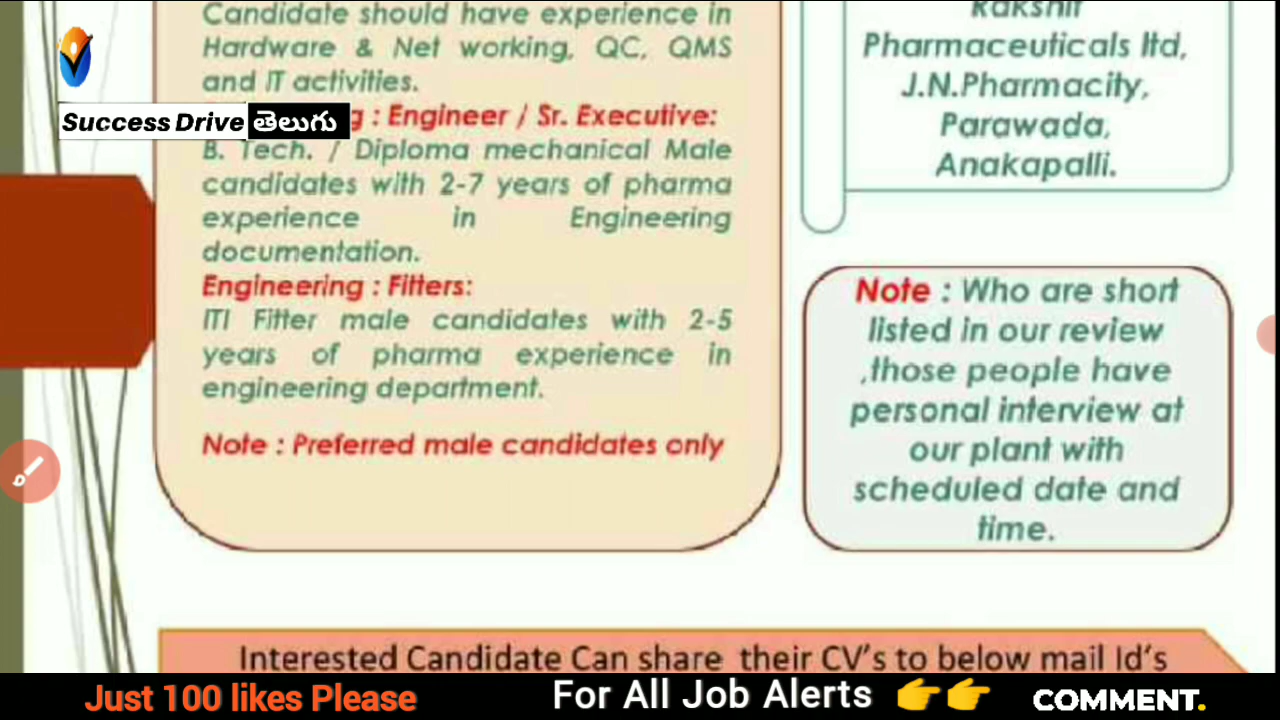 Candidate should have experience in
Hardware & Net working, QC, QMS
and IT activities.
Success Drive తెలుగు
g : Engineer / Sr. Executive:
B. Tech. / Diploma mechanical Male
candidates with 2-7 years of pharma
experience in Engineering
documentation.
Engineering : Fitters:
ITI Fitter male candidates with 2-5
years of pharma experience in
engineering department.
Note : Preferred male candidates only
Rakshit
Pharmaceuticals ltd,
J.N.Pharmacity,
Parawada,
Anakapalli.
Note : Who are short
listed in our review
,those people have
personal interview at
our plant with
scheduled date and
time.
Interested Candidate Can share their CV's to below mail Id's
Just 100 likes Please
For All Job Alerts 👉👉
COMMENT.